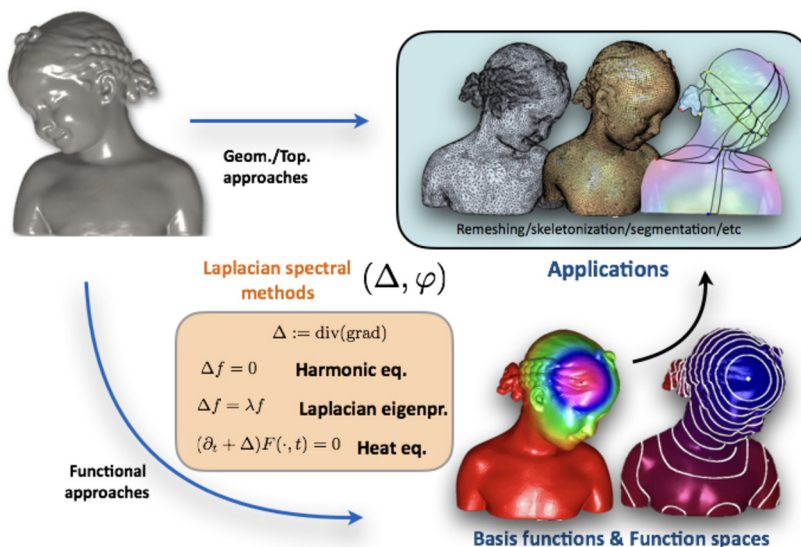 Geom./Top.
approaches
Remeshing/skeletonization/segmentation/etc
Applications
Laplacian spectral
methods
(Δ, φ)
Δ := div(grad)
Δf = 0 Harmonic eq.
Δf = λf Laplacian eigenpr.
(∂ₜ + Δ)F(·, t) = 0 Heat eq.
Functional
approaches
Basis functions & Function spaces